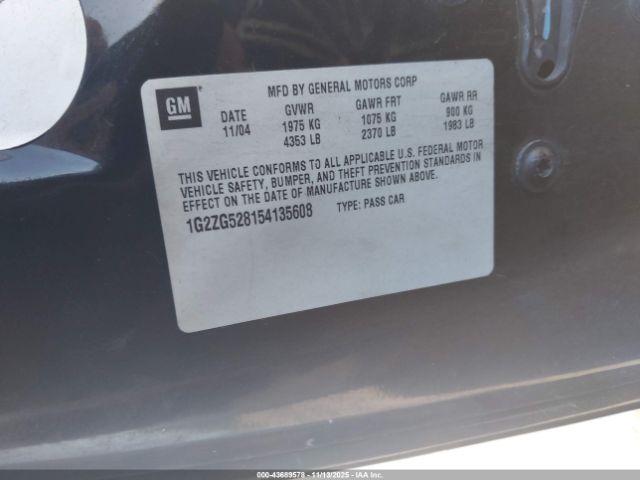 MFD BY GENERAL MOTORS CORP
GM
DATE GVWR GAWR FRT GAWR RR
11/04 1975 KG 1075 KG 900 KG
4353 LB 2370 LB 1983 LB
THIS VEHICLE CONFORMS TO ALL APPLICABLE U.S. FEDERAL MOTOR
VEHICLE SAFETY, BUMPER, AND THEFT PREVENTION STANDARDS IN
EFFECT ON THE DATE OF MANUFACTURE SHOWN ABOVE.
1G2ZG528154135608 TYPE: PASS CAR
000-43689578 - 11/13/2025 - IAAI.com